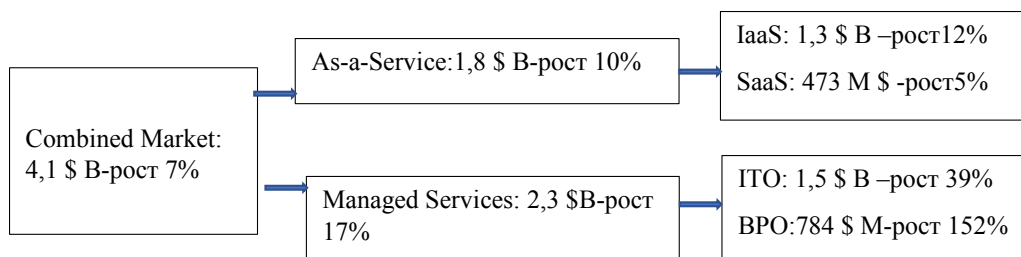 Combined Market:
4,1 $ B-рост 7%
As-a-Service:1,8 $ B-рост 10%
IaaS: 1,3 $ B –рост12%
SaaS: 473 M $ -рост5%
Managed Services: 2,3 $B-рост
17%
ITO: 1,5 $ B –рост 39%
BPO:784 $ M-рост 152%